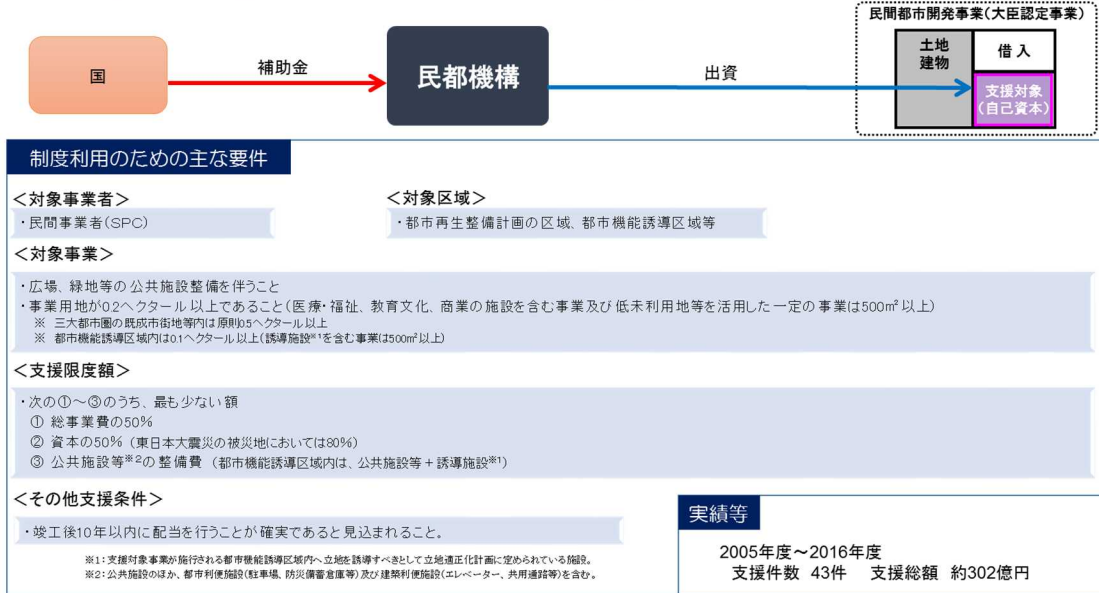 民間都市開発事業(大臣認定事業)
国
補助金
民都機構
出資
土地
建物
借入
支援対象
(自己資本)
制度利用のための主な要件
＜対象事業者＞
・民間事業者(SPC)
＜対象区域＞
・都市再生整備計画の区域、都市機能誘導区域等
＜対象事業＞
・広場、緑地等の公共施設整備を伴うこと
・事業用地が0.2ヘクタール以上であること(医療・福祉、教育文化、商業の施設を含む事業及び低未利用地等を活用した一定の事業は500㎡以上)
※ 三大都市圏の既成市街地等内は原則0.5ヘクタール以上
※ 都市機能誘導区域内は0.1ヘクタール以上(誘導施設※1を含む事業は500㎡以上)
＜支援限度額＞
・次の①～③のうち、最も少ない額
① 総事業費の50%
② 資本の50% (東日本大震災の被災地においては80%)
③ 公共施設等※2の整備費 (都市機能誘導区域内は、公共施設等＋誘導施設※1)
＜その他支援条件＞
・竣工後10年以内に配当を行うことが確実であると見込まれること。
※1：支援対象事業が施行される都市機能誘導区域内へ立地を誘導すべきとして立地適正化計画に定められている施設。
※2：公共施設のほか、都市利便施設(駐車場、防災備蓄倉庫等)及び建築利便施設(エレベーター、共用通路等)を含む。
実績等
2005年度～2016年度
支援件数 43件 支援総額 約302億円